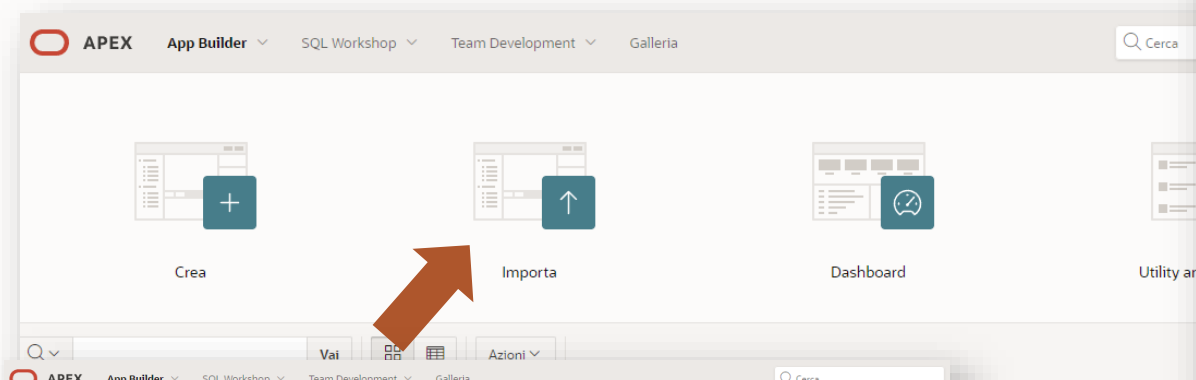 APEX App Builder SQL Workshop Team Development Galleria Cerca
Crea Importa Dashboard Utility
Vai Azioni
APEX App Builder SQL Workshop Team Development Galleria Cerca